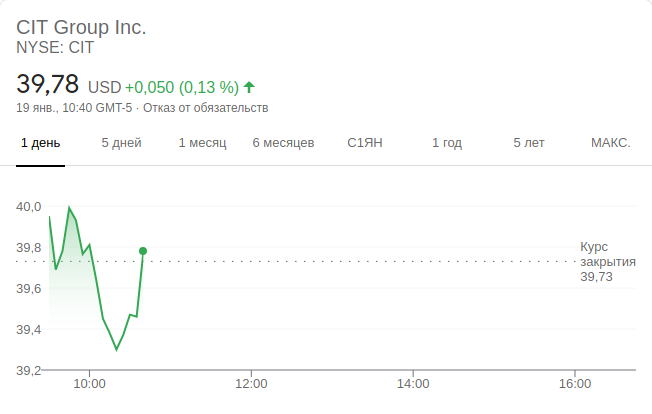 CIT Group Inc.
NYSE: CIT
39,78 USD +0,050 (0,13 %)
19 янв., 10:40 GMT-5 · Отказ от обязательств
1 день 5 дней 1 месяц 6 месяцев С1ЯН 1 год 5 лет МАКС.
40,0
39,8
39,6
39,4
39,2
Курс
закрытия
39,73
10:00 12:00 14:00 16:00